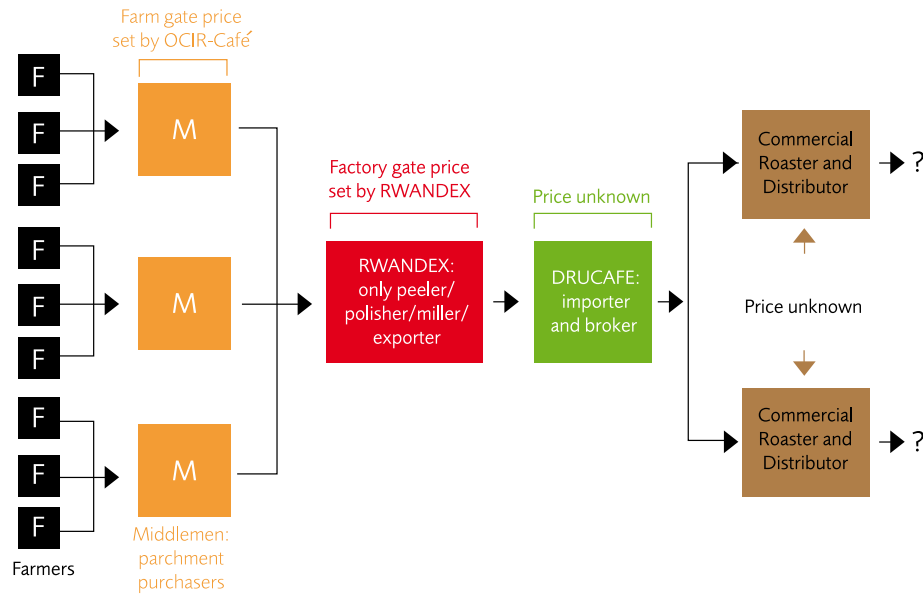 Farm gate price
set by OCIR-Café
F
F
F
M
Factory gate price
set by RWANDEX
Price unknown
Commercial
Roaster and
Distributor
?
F
F
F
M
RWANDEX:
only peeler/
polisher/miller/
exporter
DRUCAFE:
importer
and broker
Price unknown
F
F
F
M
Commercial
Roaster and
Distributor
?
Farmers
Middlemen:
parchment
purchasers